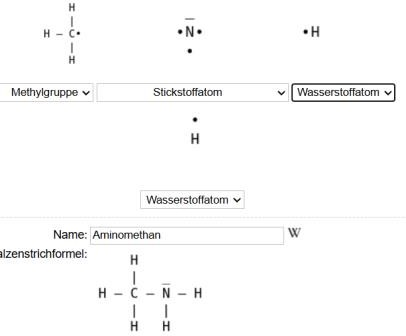 H
|
H – C•
|
H
•N•
•
•H
Methylgruppe Stickstoffatom Wasserstoffatom
•
H
Wasserstoffatom
Name: Aminomethan W
alzenstrichformel:
H
|
H – C – N – H
| |
H H